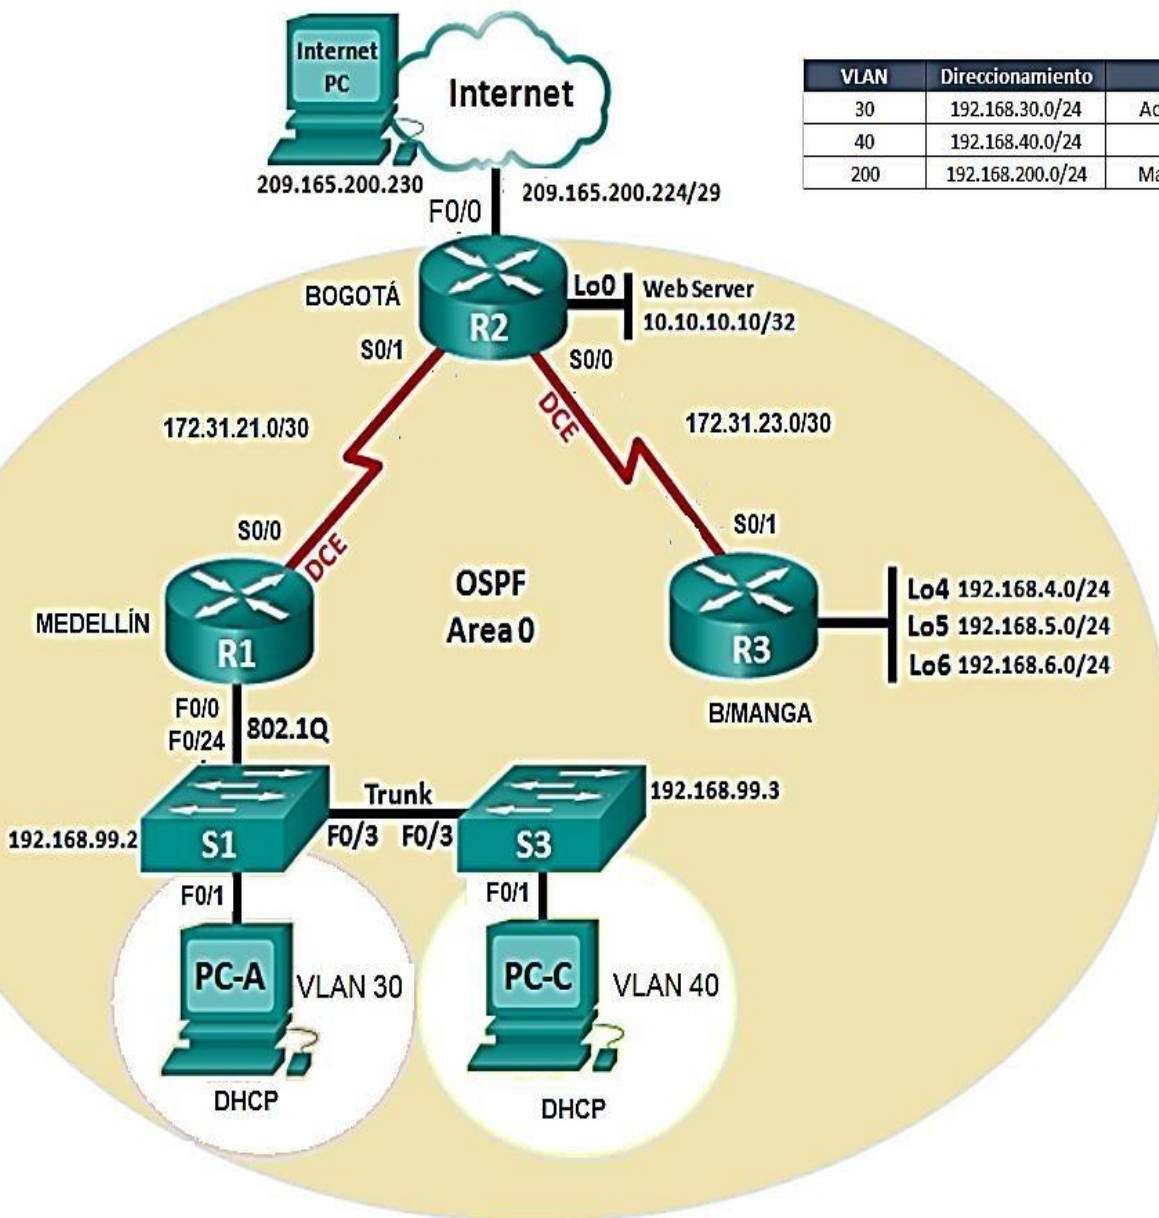 Internet
PC
Internet
209.165.200.230
209.165.200.224/29
F0/0
VLAN Direccionamiento
30 192.168.30.0/24
40 192.168.40.0/24
200 192.168.200.0/24
BOGOTÁ
R2
Lo0
Web Server
10.10.10.10/32
S0/1
S0/0
DCE
172.31.21.0/30
172.31.23.0/30
S0/0
DCE
S0/1
MEDELLÍN
R1
OSPF
Area 0
R3
B/MANGA
Lo4 192.168.4.0/24
Lo5 192.168.5.0/24
Lo6 192.168.6.0/24
F0/0
F0/24
802.1Q
Trunk
192.168.99.3
192.168.99.2
S1
F0/3 F0/3
S3
F0/1
F0/1
PC-A
VLAN 30
DHCP
PC-C
VLAN 40
DHCP